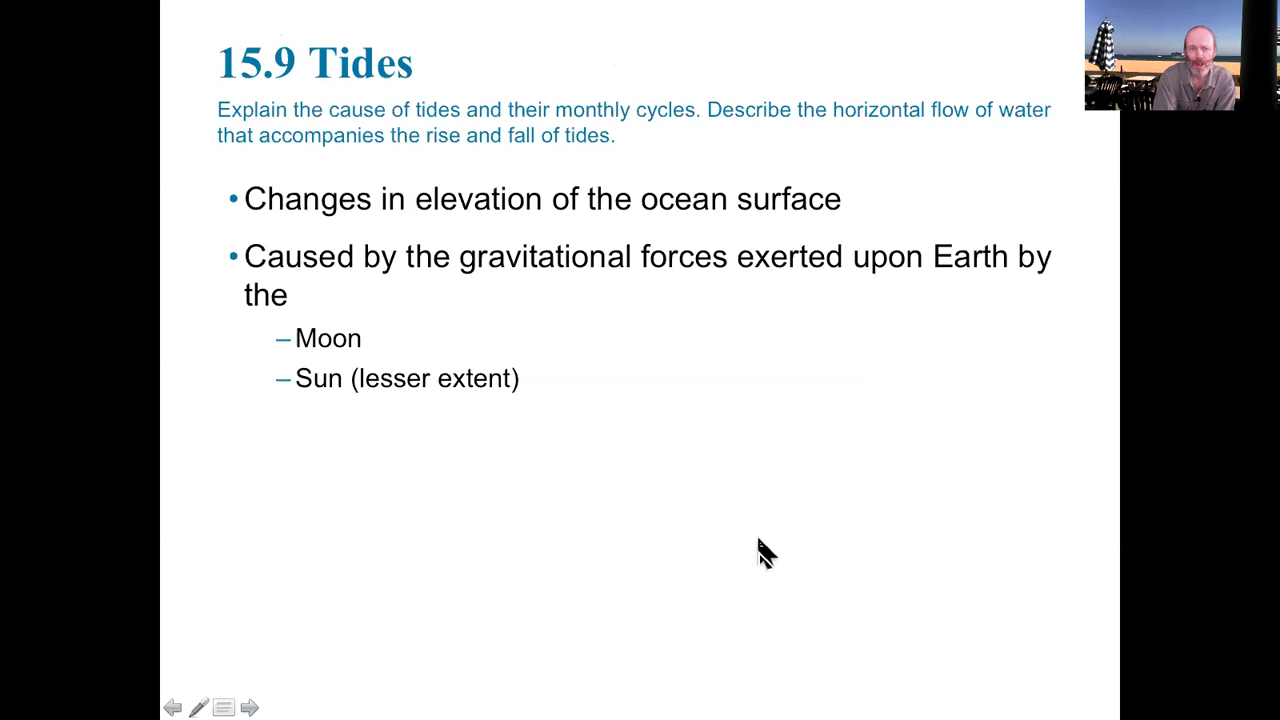 15.9 Tides
Explain the cause of tides and their monthly cycles. Describe the horizontal flow of water
that accompanies the rise and fall of tides.
• Changes in elevation of the ocean surface
• Caused by the gravitational forces exerted upon Earth by
the
– Moon
– Sun (lesser extent)